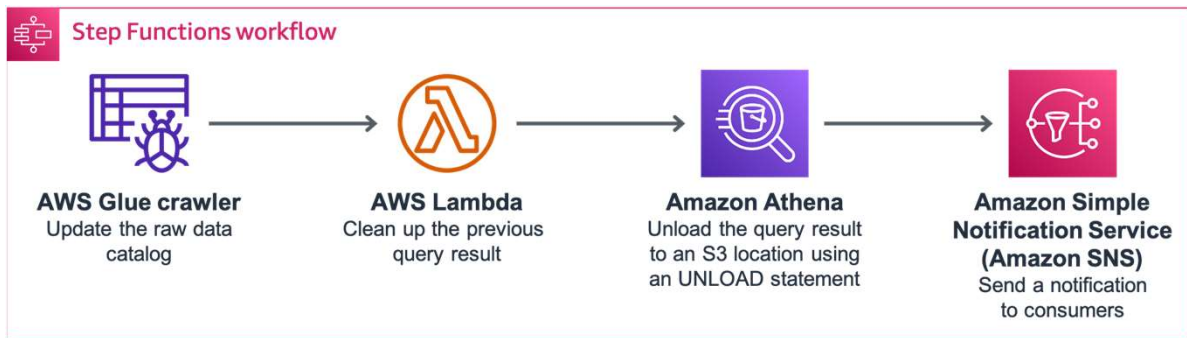 Step Functions workflow
AWS Glue crawler
Update the raw data
catalog
AWS Lambda
Clean up the previous
query result
Amazon Athena
Unload the query result
to an S3 location using
an UNLOAD statement
Amazon Simple
Notification Service
(Amazon SNS)
Send a notification
to consumers